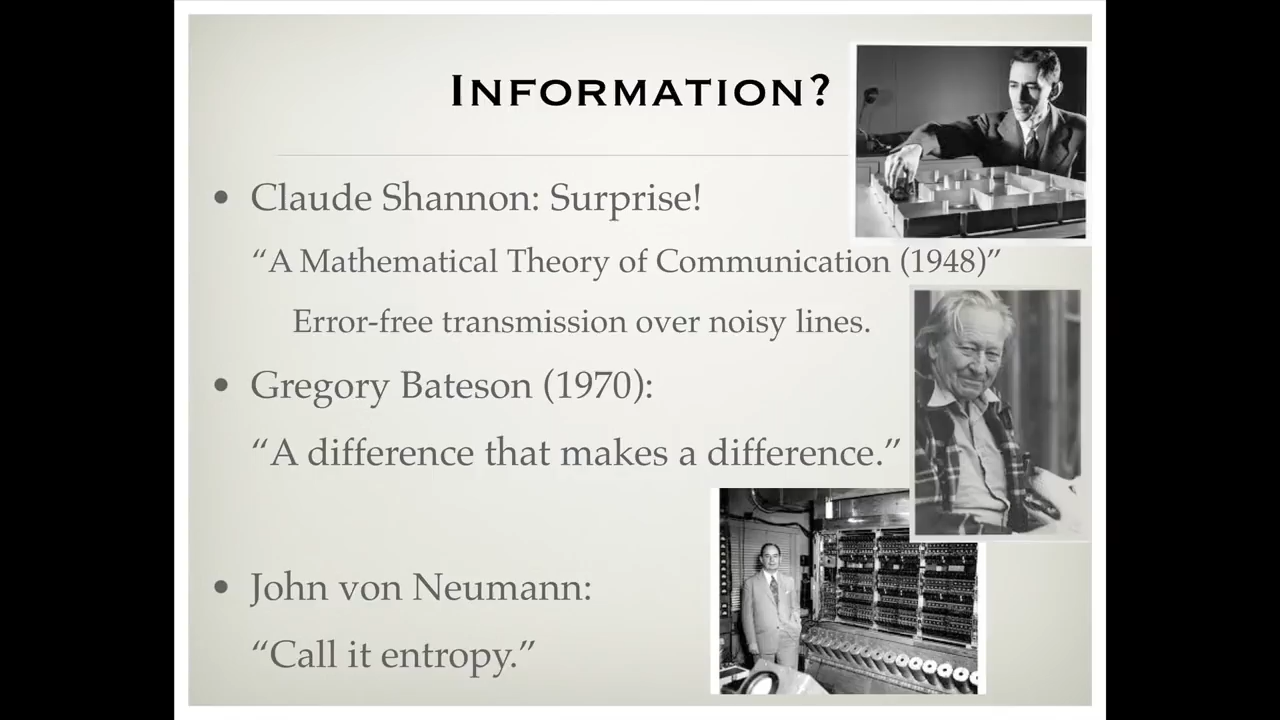 INFORMATION?
• Claude Shannon: Surprise!
“A Mathematical Theory of Communication (1948)”
Error-free transmission over noisy lines.
• Gregory Bateson (1970):
“A difference that makes a difference.”
• John von Neumann:
“Call it entropy.”